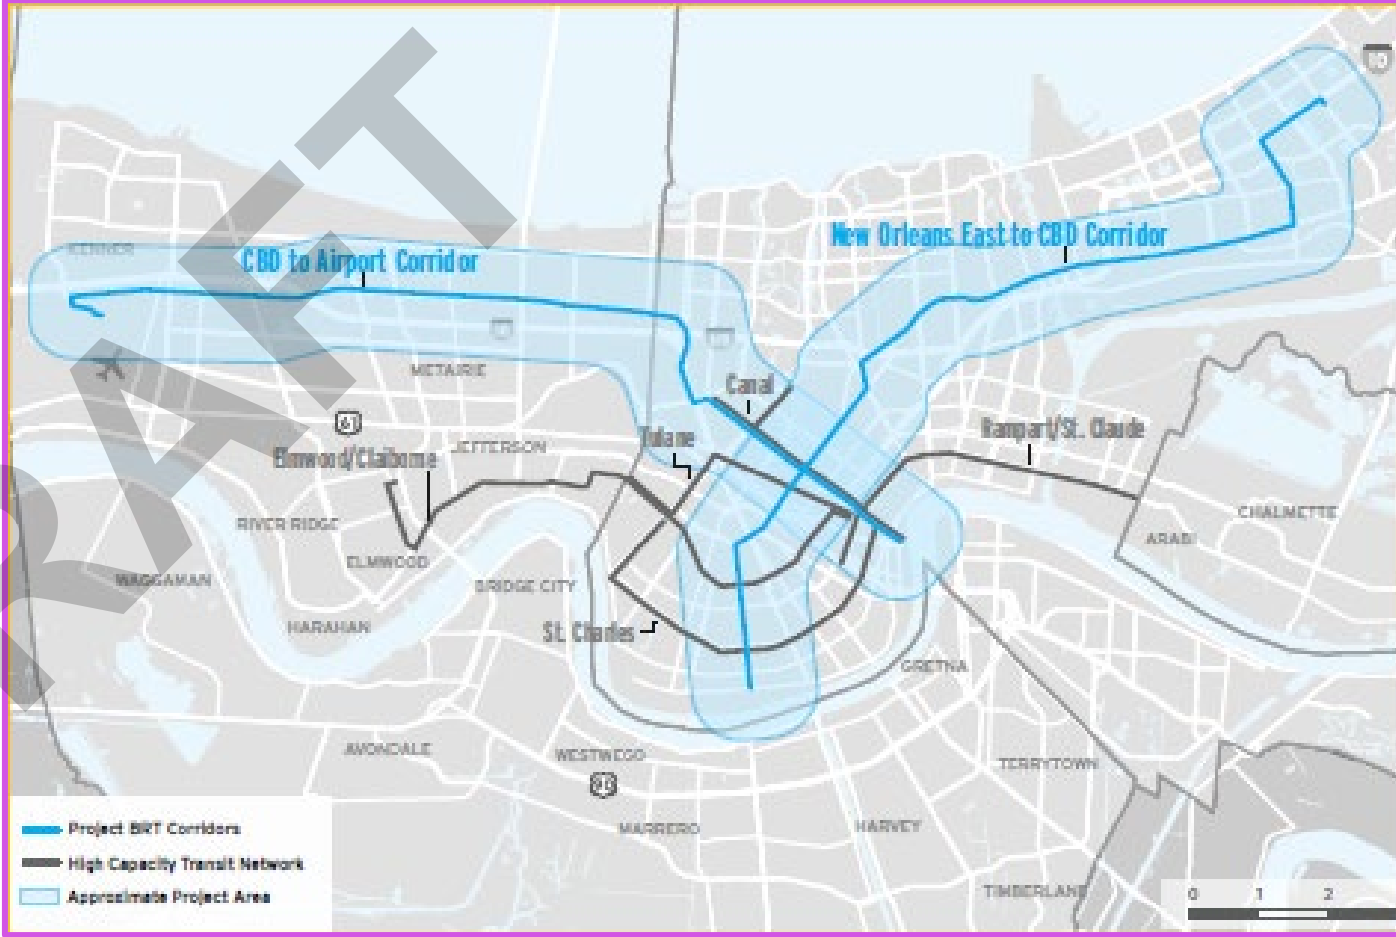 DRAFT
10
New Orleans East to CBD Corridor
KENNER
CBD to Airport Corridor
METAIRIE
Canal
61
Tulane
Rampart/St. Claude
JEFFERSON
Elmwood/Claiborne
CHALMETTE
RIVER RIDGE
ARABI
ELMWOOD
WAGGAMAN
BRIDGE CITY
HARAHAN
St. Charles
GRETNA
AVONDALE
WESTWEGO
TERRYTOWN
90
MARRERO
HARVEY
TIMBERLANE
Project BRT Corridors
High Capacity Transit Network
Approximate Project Area
0 1 2